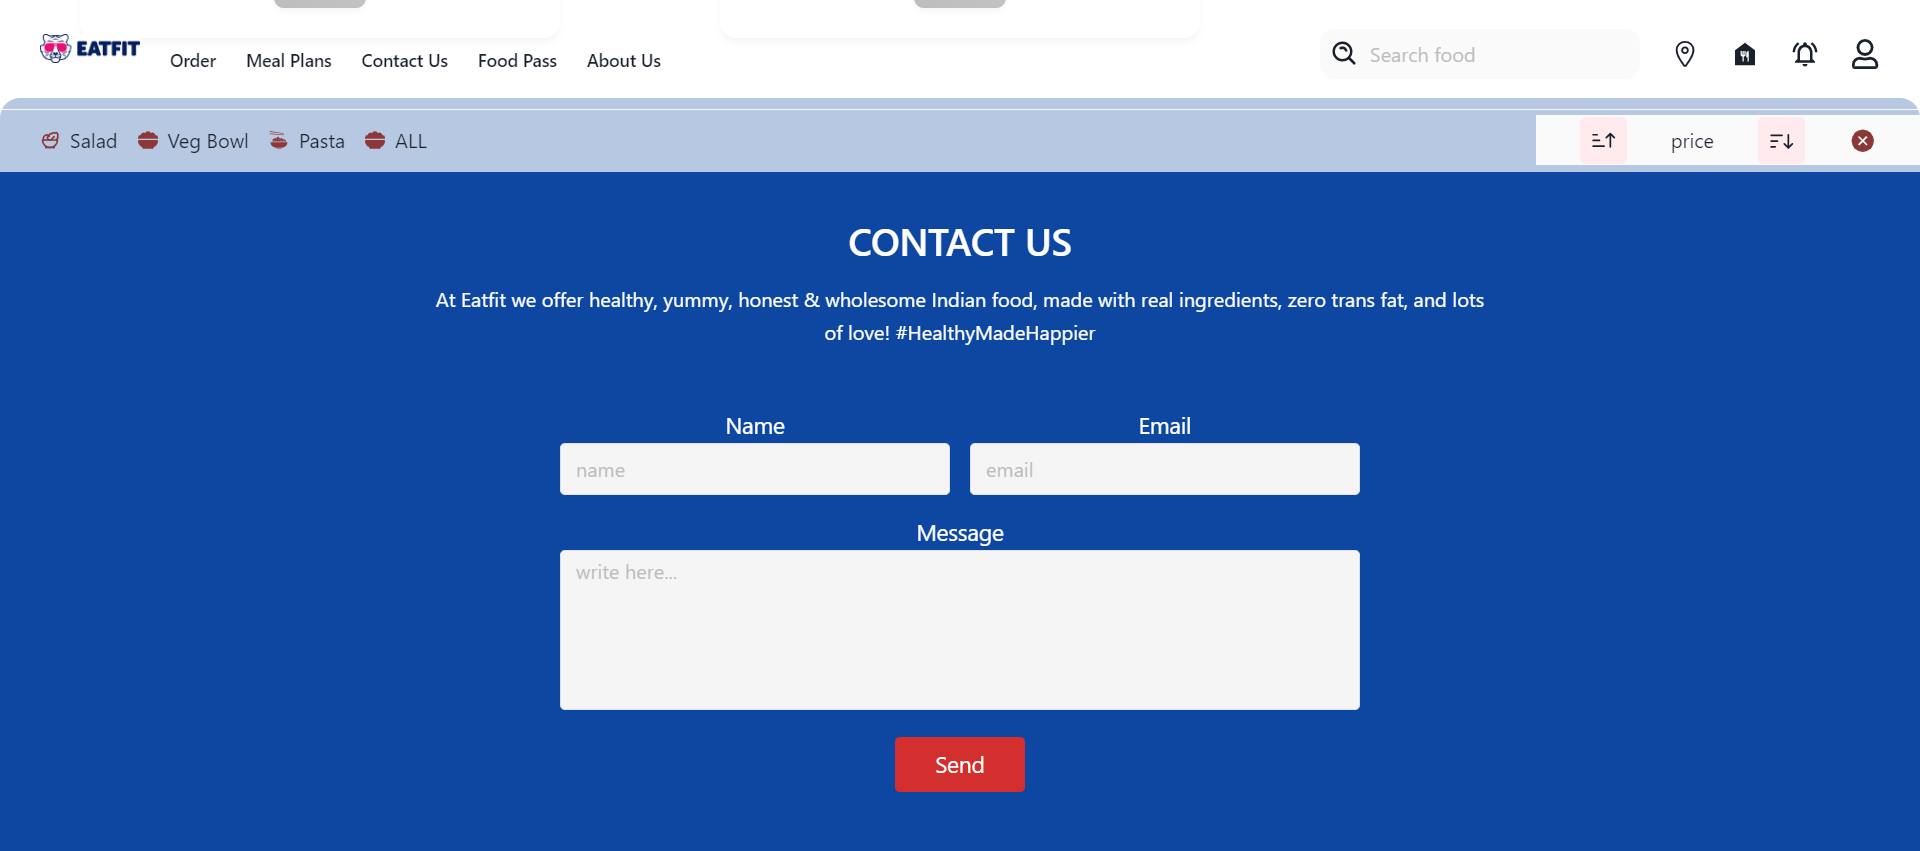 EATFIT
Order Meal Plans Contact Us Food Pass About Us
Search food
Salad Veg Bowl Pasta ALL
price
CONTACT US
At Eatfit we offer healthy, yummy, honest & wholesome Indian food, made with real ingredients, zero trans fat, and lots
of love! #HealthyMadeHappier
Name Email
name email
Message
write here...
Send